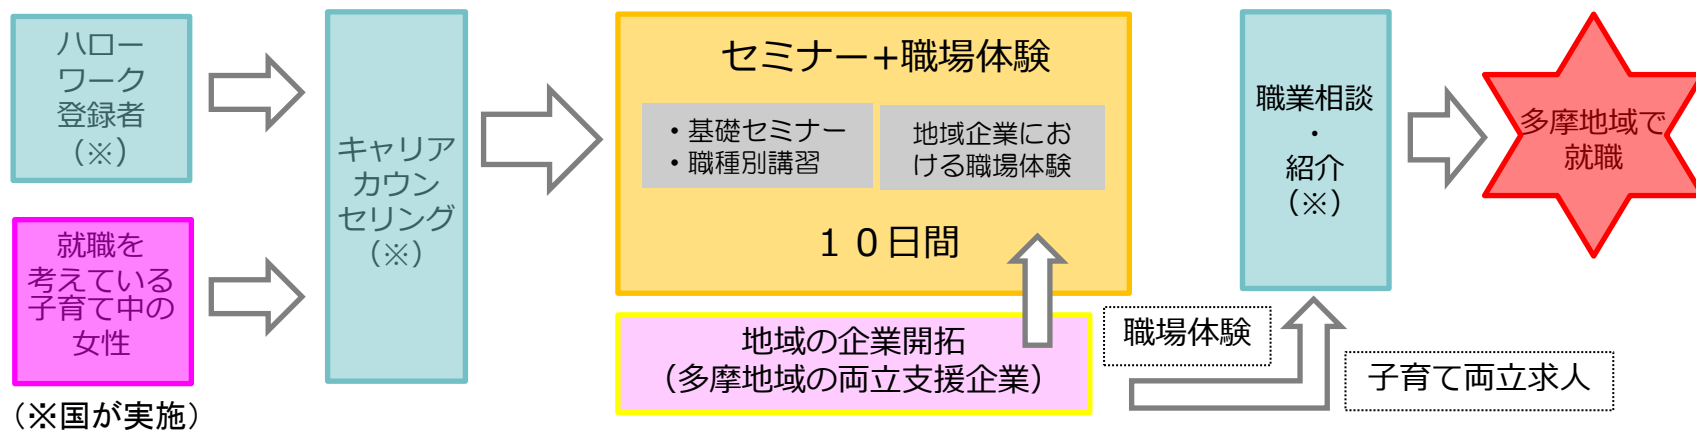 ハロー
ワーク
登録者
（※）
就職を
考えている
子育て中の
女性
（※国が実施）
キャリア
カウン
セリング
（※）
セミナー+職場体験
・基礎セミナー
・職種別講習
地域企業にお
ける職場体験
１０日間
地域の企業開拓
（多摩地域の両立支援企業）
職場体験
子育て両立求人
職業相談
・
紹介
（※）
多摩地域で
就職